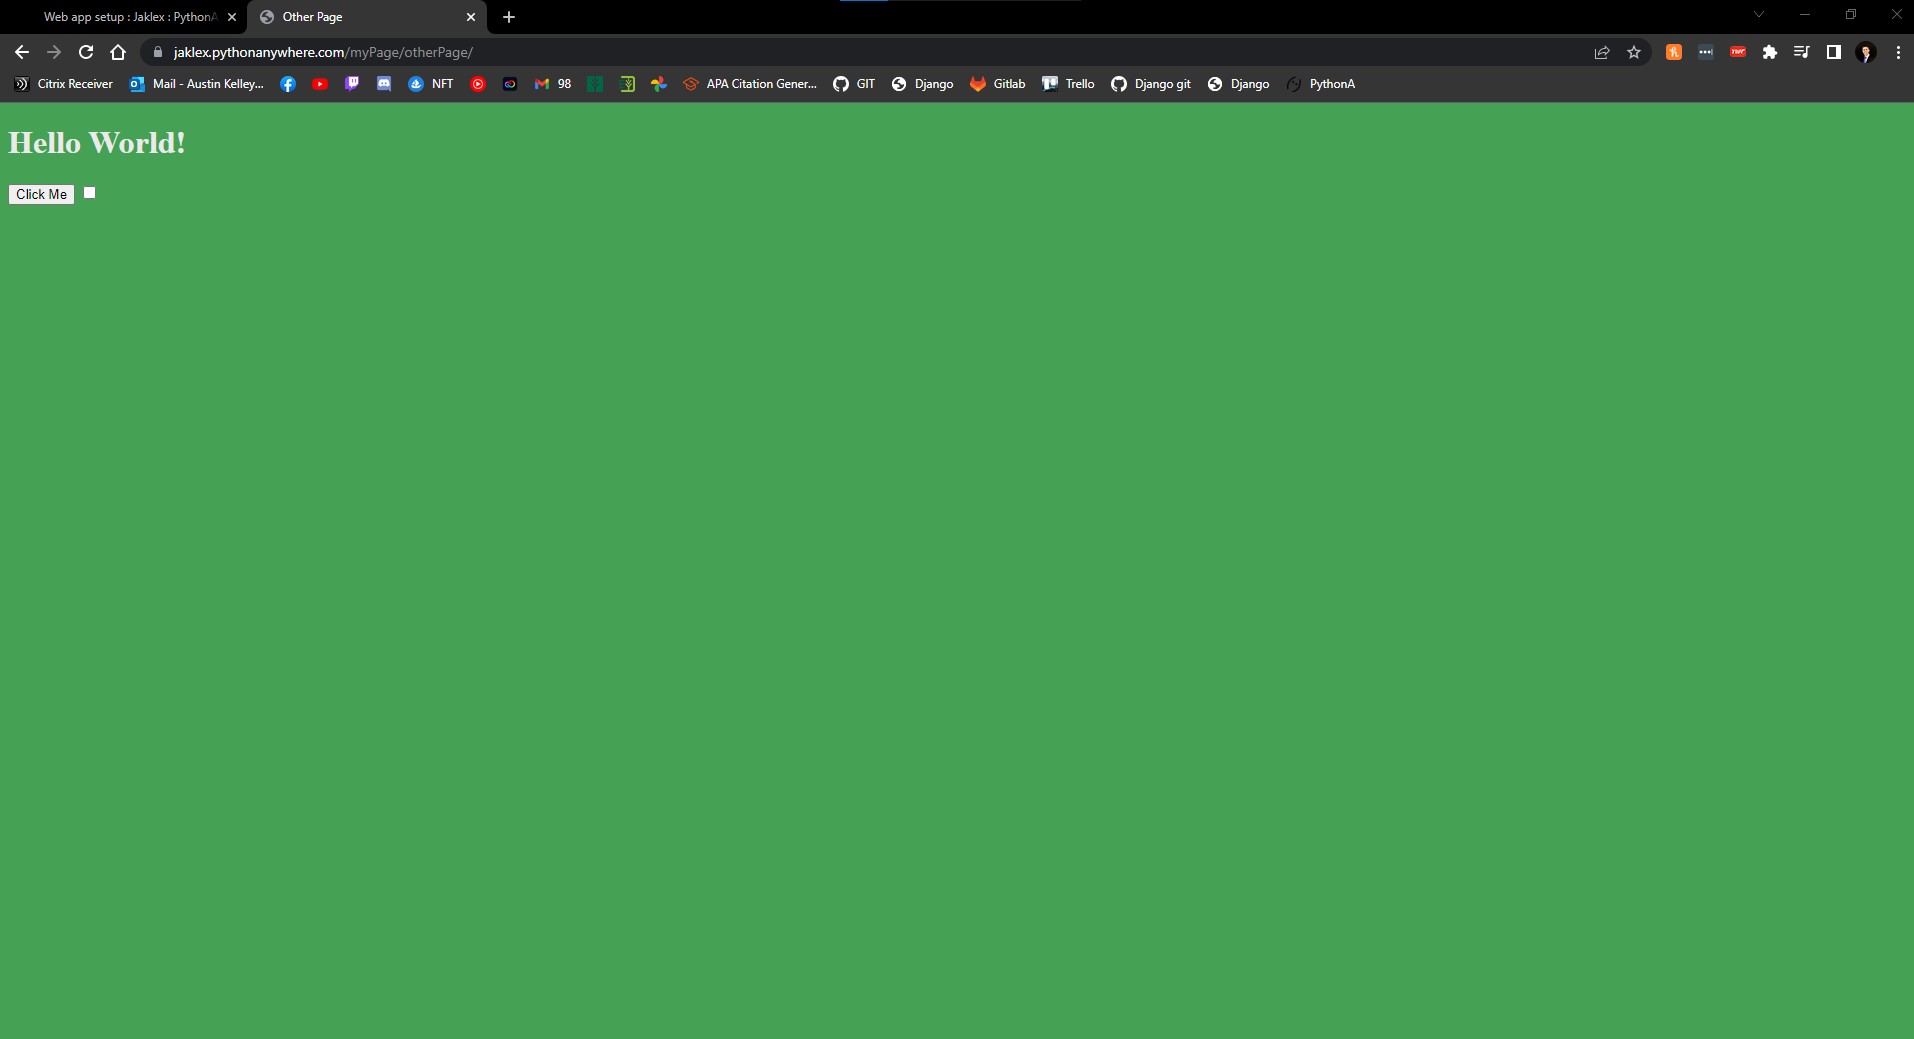 Web app setup : Jaklex : PythonA
Other Page
jaklex.pythonanywhere.com/myPage/otherPage/
Citrix Receiver Mail - Austin Kelley... NFT 98 APA Citation Gener... GIT Django Gitlab Trello Django git Django PythonA
Hello World!
Click Me